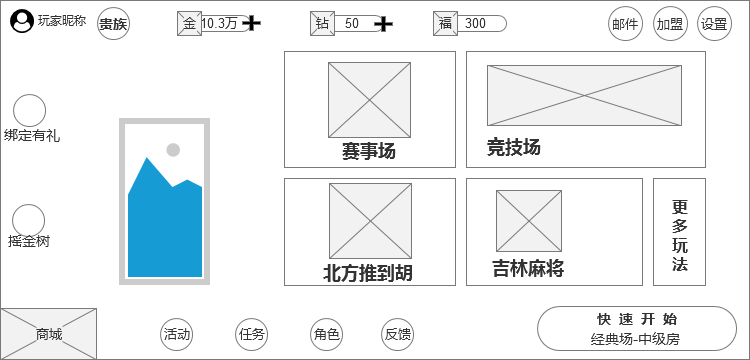 玩家昵称
贵族
金 10.3万
钻 50
福 300
邮件
加盟
设置
绑定有礼
摇金树
赛事场
竞技场
北方推到胡
吉林麻将
更多玩法
商城
活动
任务
角色
反馈
快 速 开 始
经典场-中级房